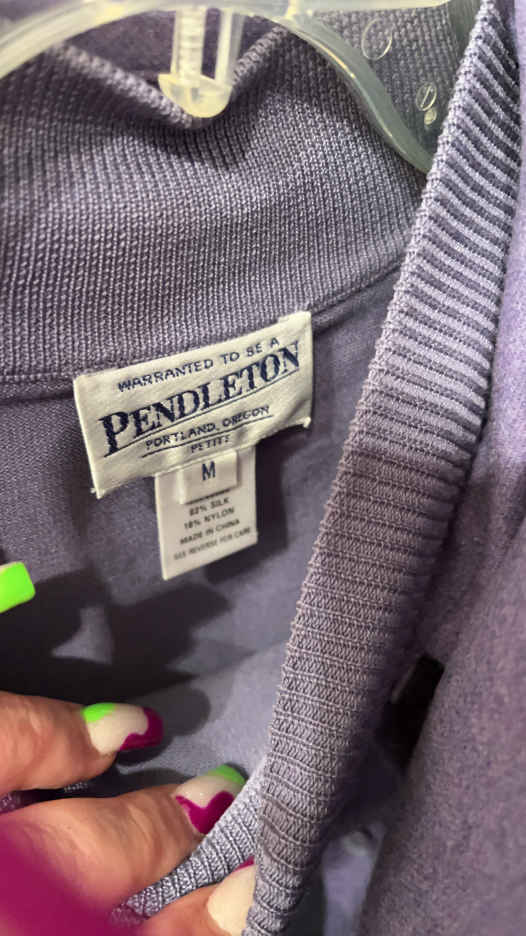 WARRANTED TO BE A
PENDLETON
PORTLAND, OREGON
PETITE
M
82% SILK
18% NYLON
MADE IN CHINA
SEE REVERSE FOR CARE